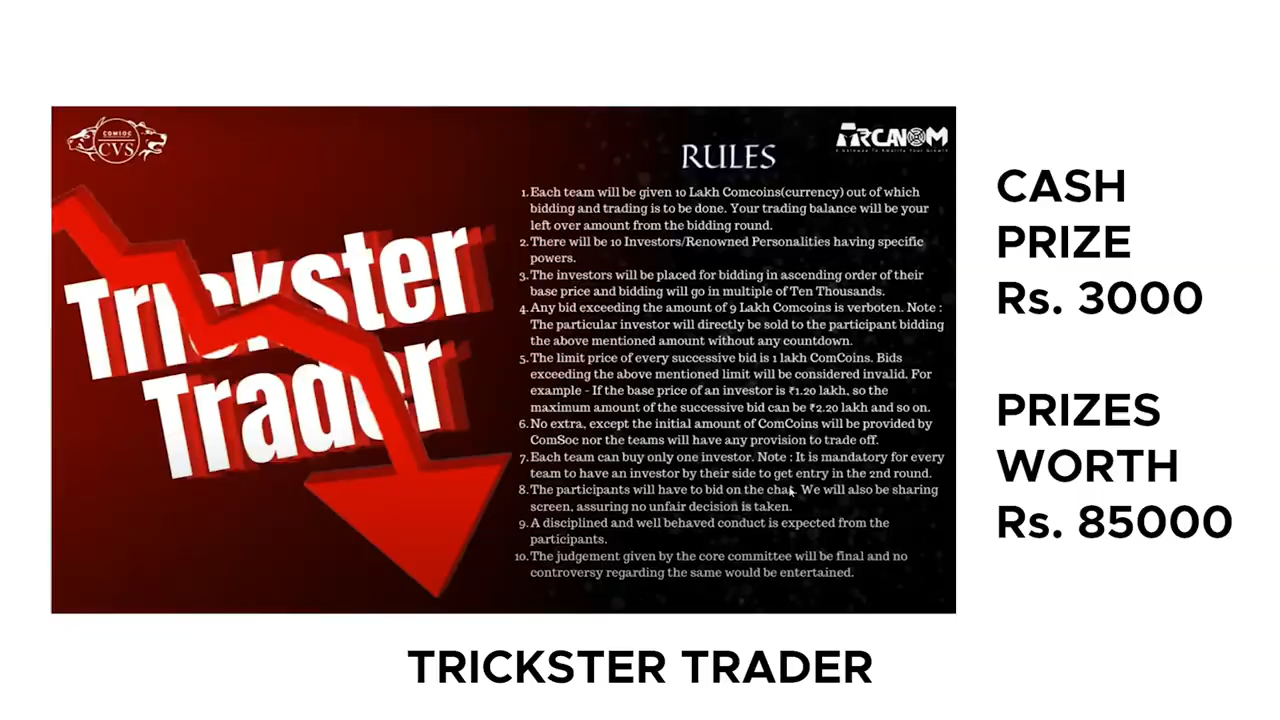 COMSOC
CVS
ARCANOM
RULES
1. Each team will be given 10 Lakh Comcoins(currency) out of which
bidding and trading is to be done. Your trading balance will be your
left over amount from the bidding round.
2. There will be 10 Investors/Renowned Personalities having specific
powers.
3. The investors will be placed for bidding in ascending order of their
base price and bidding will go in multiple of Ten Thousands.
4. Any bid exceeding the amount of 9 Lakh Comcoins is verboten. Note :
The particular investor will directly be sold to the participant bidding
the above mentioned amount without any countdown.
5. The limit price of every successive bid is 1 lakh ComCoins. Bids
exceeding the above mentioned limit will be considered invalid. For
example - If the base price of an investor is ₹1.20 lakh, so the
maximum amount of the successive bid can be ₹2.20 lakh and so on.
6. No extra, except the initial amount of ComCoins will be provided by
ComSoc nor the teams will have any provision to trade off.
7. Each team can buy only one investor. Note : It is mandatory for every
team to have an investor by their side to get entry in the 2nd round.
8. The participants will have to bid on the chat. We will also be sharing
screen, assuring no unfair decision is taken.
9. A disciplined and well behaved conduct is expected from the
participants.
10. The judgement given by the core committee will be final and no
controversy regarding the same would be entertained.
Trickster
Trader
CASH
PRIZE
Rs. 3000
PRIZES
WORTH
Rs. 85000
TRICKSTER TRADER